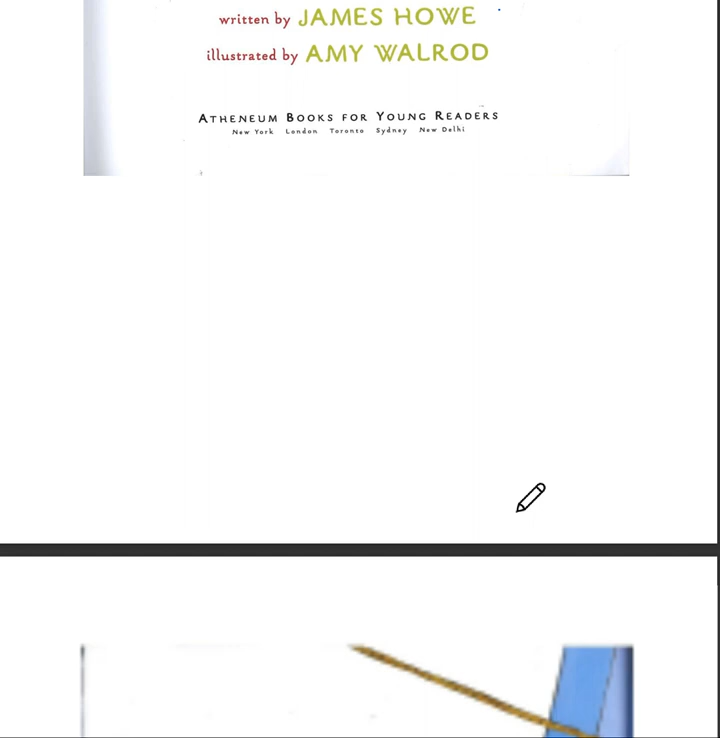 written by JAMES HOWE
illustrated by AMY WALROD
ATHENEUM BOOKS FOR YOUNG READERS
New York London Toronto Sydney New Delhi